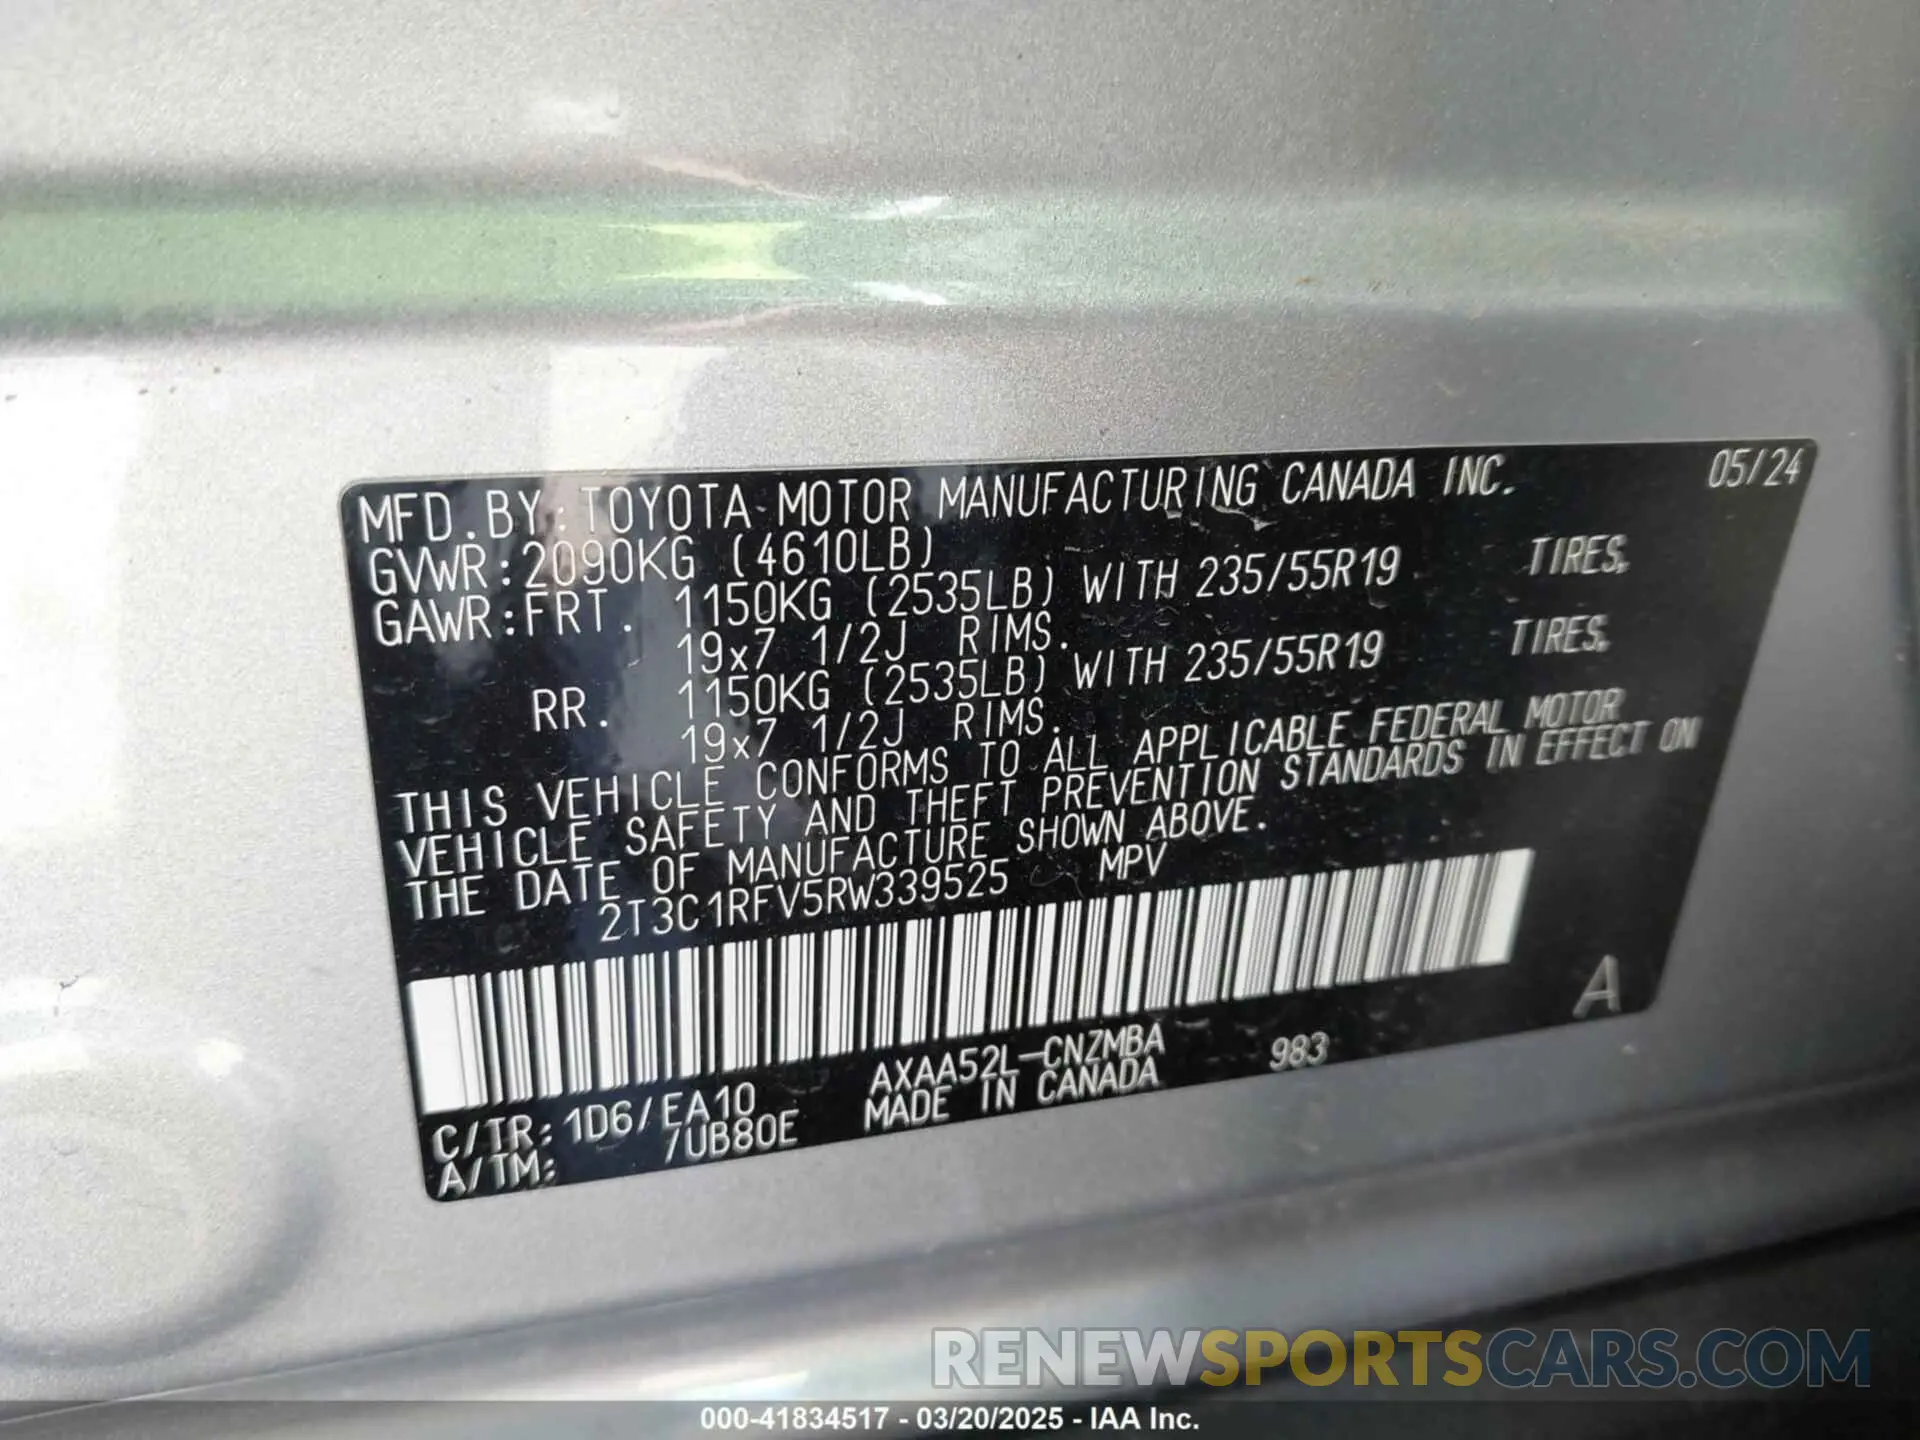 MFD.BY:TOYOTA MOTOR MANUFACTURING CANADA INC. 05/24
GVWR:2090KG (4610LB)
GAWR:FRT. 1150KG (2535LB) WITH 235/55R19 TIRES,
19x7 1/2J RIMS.
RR. 1150KG (2535LB) WITH 235/55R19 TIRES,
19x7 1/2J RIMS.
THIS VEHICLE CONFORMS TO ALL APPLICABLE FEDERAL MOTOR
VEHICLE SAFETY AND THEFT PREVENTION STANDARDS IN EFFECT ON
THE DATE OF MANUFACTURE SHOWN ABOVE.
2T3C1RFV5RW339525 MPV
A
C/TR:1D6/EA10 AXAA52L-CNZMBA 983
A/TM: /UB80E MADE IN CANADA
RENEWSPORTSCARS.COM
000-41834517 - 03/20/2025 - IAA Inc.